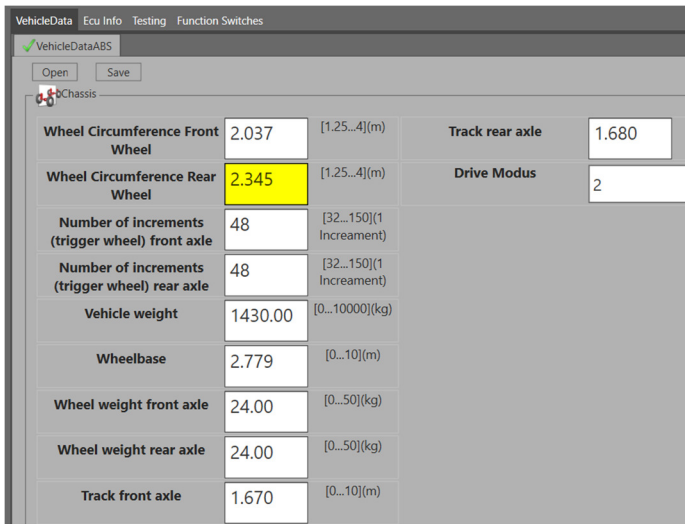 VehicleData Ecu Info Testing Function Switches
VehicleDataABS
Open Save
Chassis
Wheel Circumference Front Wheel 2.037 [1.25...4](m) Track rear axle 1.680
Wheel Circumference Rear Wheel 2.345 [1.25...4](m) Drive Modus 2
Number of increments (trigger wheel) front axle 48 [32...150](1 Increament)
Number of increments (trigger wheel) rear axle 48 [32...150](1 Increament)
Vehicle weight 1430.00 [0...10000](kg)
Wheelbase 2.779 [0...10](m)
Wheel weight front axle 24.00 [0...50](kg)
Wheel weight rear axle 24.00 [0...50](kg)
Track front axle 1.670 [0...10](m)